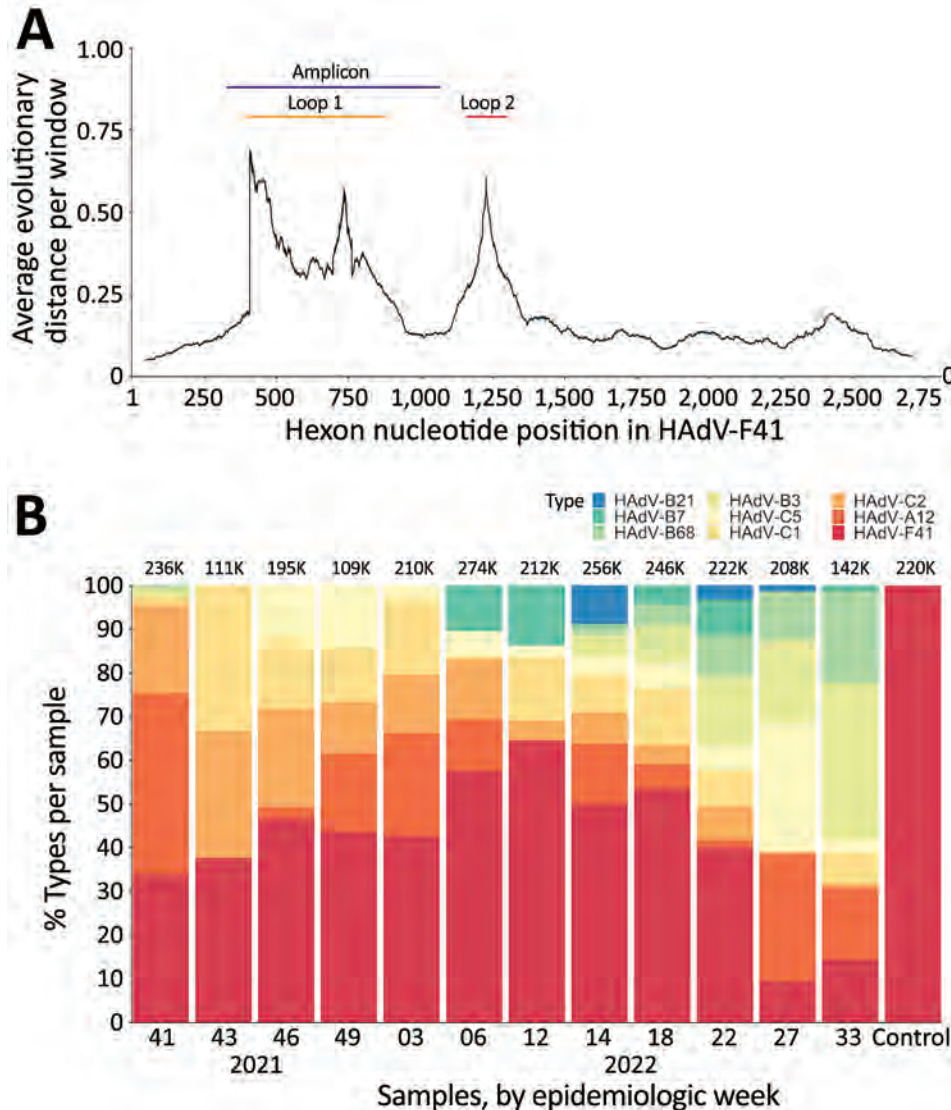 A
Average evolutionary
distance per window
1.00
0.75
0.50
0.25
0
Amplicon
Loop 1
Loop 2
0
1 250 500 750 1,000 1,250 1,500 1,750 2,000 2,250 2,500 2,75
Hexon nucleotide position in HAdV-F41
B
Type
HAdV-B21 HAdV-B3 HAdV-C2
HAdV-B7 HAdV-C5 HAdV-A12
HAdV-B68 HAdV-C1 HAdV-F41
236K 111K 195K 109K 210K 274K 212K 256K 246K 222K 208K 142K 220K
% Types per sample
100
90
80
70
60
50
40
30
20
10
0
41 43 46 49 03 06 12 14 18 22 27 33 Control
2021 2022
Samples, by epidemiologic week